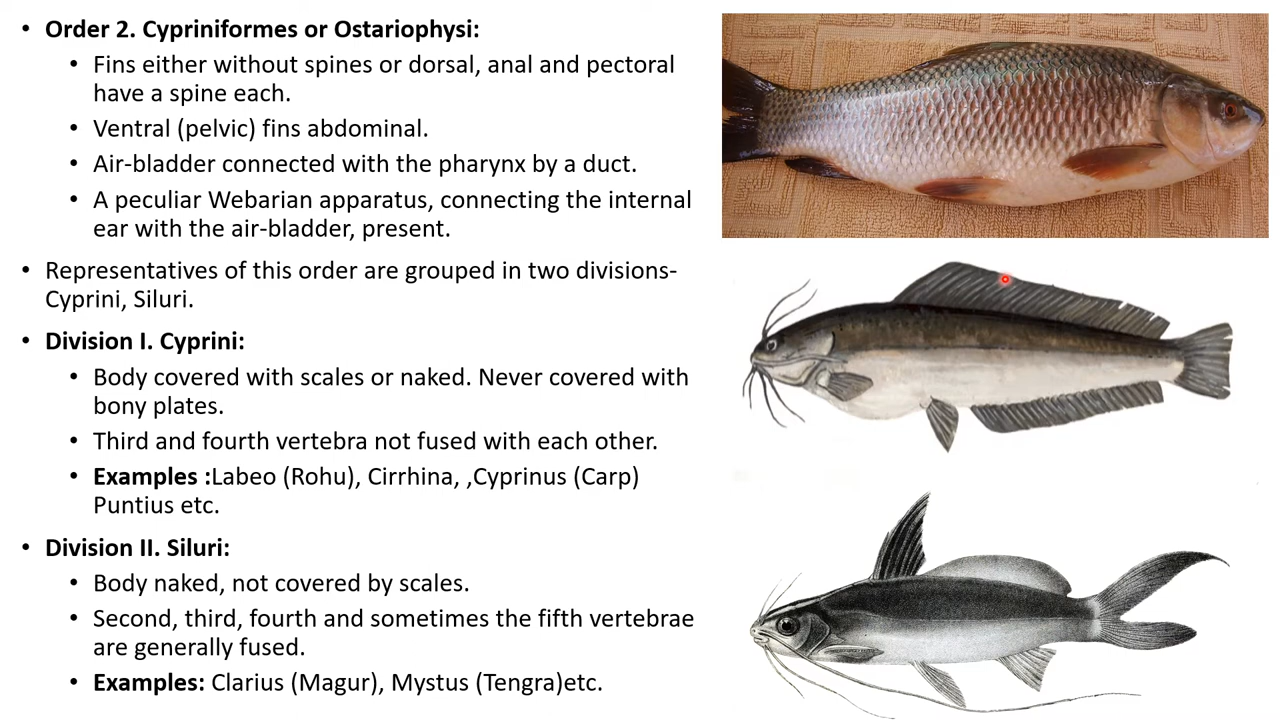 • Order 2. Cypriniformes or Ostariophysi:
• Fins either without spines or dorsal, anal and pectoral
have a spine each.
• Ventral (pelvic) fins abdominal.
• Air-bladder connected with the pharynx by a duct.
• A peculiar Webarian apparatus, connecting the internal
ear with the air-bladder, present.
• Representatives of this order are grouped in two divisions-
Cyprini, Siluri.
• Division I. Cyprini:
• Body covered with scales or naked. Never covered with
bony plates.
• Third and fourth vertebra not fused with each other.
• Examples :Labeo (Rohu), Cirrhina, ,Cyprinus (Carp)
Puntius etc.
• Division II. Siluri:
• Body naked, not covered by scales.
• Second, third, fourth and sometimes the fifth vertebrae
are generally fused.
• Examples: Clarius (Magur), Mystus (Tengra)etc.